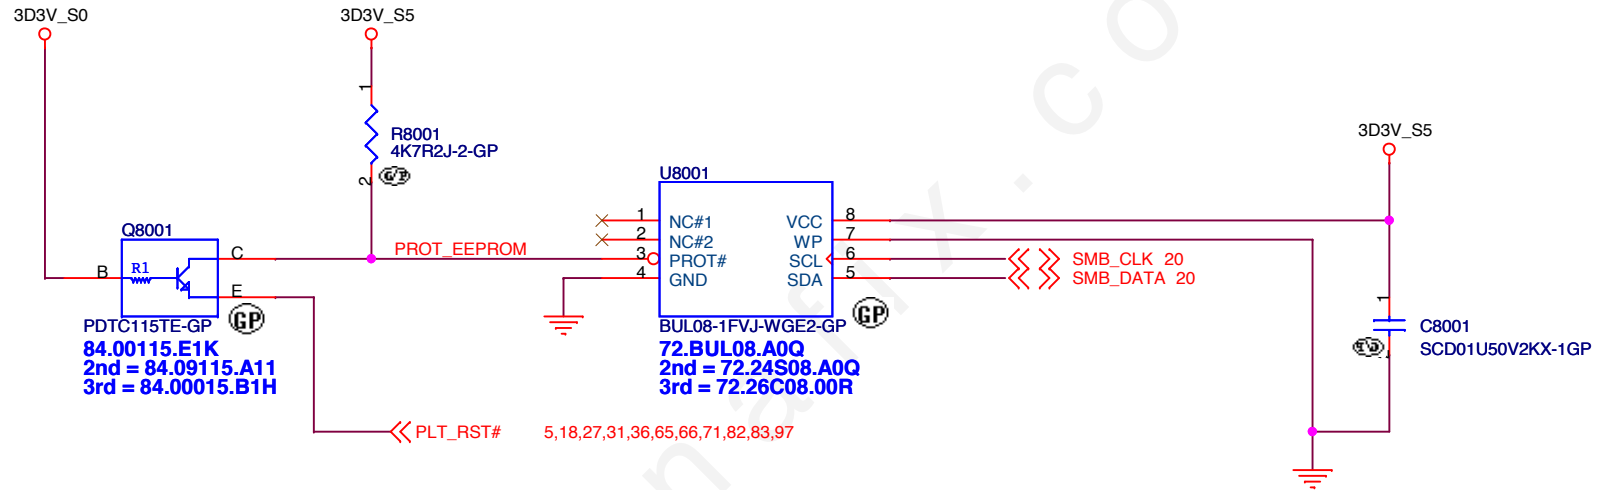 3D3V_S0
3D3V_S5
1
R8001
4K7R2J-2-GP
2
G/P
3D3V_S5
U8001
1 NC#1 VCC 8
2 NC#2 WP 7
3 PROT# SCL 6
4 GND SDA 5
Q8001
B R1 C
E
GP
PROT_EEPROM
SMB_CLK 20
SMB_DATA 20
PDTC115TE-GP
84.00115.E1K
2nd = 84.09115.A11
3rd = 84.00015.B1H
BUL08-1FVJ-WGE2-GP
GP
72.BUL08.A0Q
2nd = 72.24S08.A0Q
3rd = 72.26C08.00R
1
C8001
SCD01U50V2KX-1GP
PLT_RST# 5,18,27,31,36,65,66,71,82,83,97